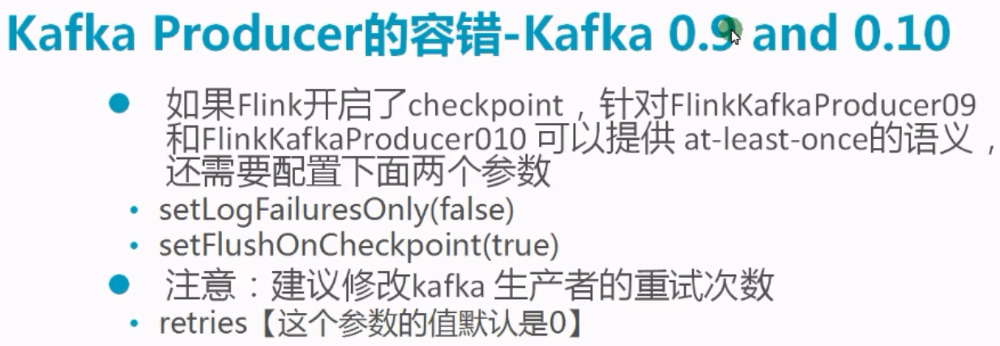 Kafka Producer的容错-Kafka 0.9 and 0.10
如果Flink开启了checkpoint，针对FlinkKafkaProducer09
和FlinkKafkaProducer010 可以提供 at-least-once的语义，
还需要配置下面两个参数
setLogFailuresOnly(false)
setFlushOnCheckpoint(true)
注意：建议修改kafka 生产者的重试次数
retries【这个参数的值默认是0】